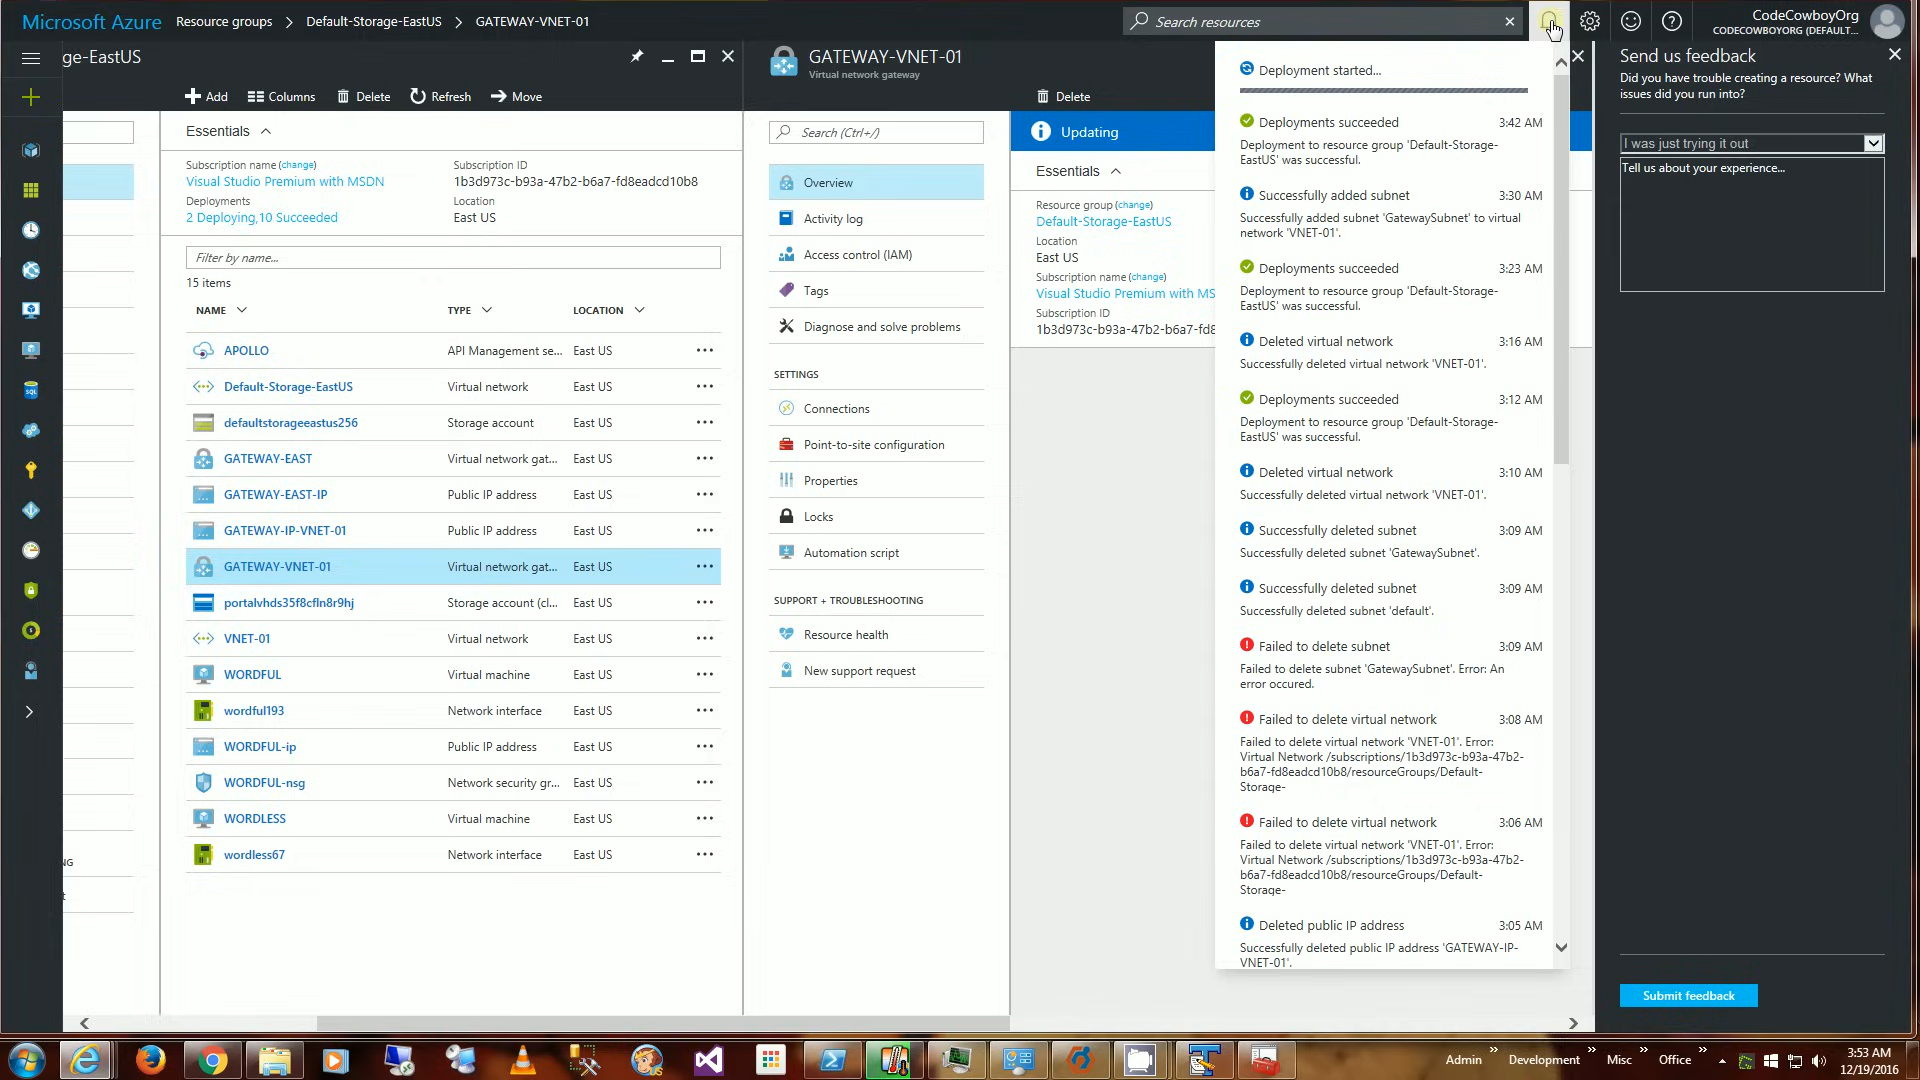 Microsoft Azure
Resource groups
Default-Storage-EastUS
GATEWAY-VNET-01
Search resources
CodeCowboyOrg
CODECOWBOYORG (DEFAULT...
ge-EastUS
Add
Columns
Delete
Refresh
Move
Essentials
Subscription name (change)
Visual Studio Premium with MSDN
Deployments
2 Deploying,10 Succeeded
Subscription ID
1b3d973c-b93a-47b2-b6a7-fd8eadcd10b8
Location
East US
Filter by name...
15 items
NAME
TYPE
LOCATION
APOLLO
API Management se...
East US
Default-Storage-EastUS
Virtual network
East US
defaultstorageeastus256
Storage account
East US
GATEWAY-EAST
Virtual network gat...
East US
GATEWAY-EAST-IP
Public IP address
East US
GATEWAY-IP-VNET-01
Public IP address
East US
GATEWAY-VNET-01
Virtual network gat...
East US
portalvhds35f8cfln8r9hj
Storage account (cl...
East US
VNET-01
Virtual network
East US
WORDFUL
Virtual machine
East US
wordful193
Network interface
East US
WORDFUL-ip
Public IP address
East US
WORDFUL-nsg
Network security gr...
East US
WORDLESS
Virtual machine
East US
wordless67
Network interface
East US
NG
t
GATEWAY-VNET-01
Virtual network gateway
Search (Ctrl+/)
Overview
Activity log
Access control (IAM)
Tags
Diagnose and solve problems
SETTINGS
Connections
Point-to-site configuration
Properties
Locks
Automation script
SUPPORT + TROUBLESHOOTING
Resource health
New support request
Delete
Updating
Essentials
Resource group (change)
Default-Storage-EastUS
Location
East US
Subscription name (change)
Visual Studio Premium with MS
Subscription ID
1b3d973c-b93a-47b2-b6a7-fd8
Deployment started...
Deployments succeeded 3:42 AM
Deployment to resource group 'Default-Storage-
EastUS' was successful.
Successfully added subnet 3:30 AM
Successfully added subnet 'GatewaySubnet' to virtual
network 'VNET-01'.
Deployments succeeded 3:23 AM
Deployment to resource group 'Default-Storage-
EastUS' was successful.
Deleted virtual network 3:16 AM
Successfully deleted virtual network 'VNET-01'.
Deployments succeeded 3:12 AM
Deployment to resource group 'Default-Storage-
EastUS' was successful.
Deleted virtual network 3:10 AM
Successfully deleted virtual network 'VNET-01'.
Successfully deleted subnet 3:09 AM
Successfully deleted subnet 'GatewaySubnet'.
Successfully deleted subnet 3:09 AM
Successfully deleted subnet 'default'.
Failed to delete subnet 3:09 AM
Failed to delete subnet 'GatewaySubnet'. Error: An
error occured.
Failed to delete virtual network 3:08 AM
Failed to delete virtual network 'VNET-01'. Error:
Virtual Network /subscriptions/1b3d973c-b93a-47b2-
b6a7-fd8eadcd10b8/resourceGroups/Default-
Storage-
Failed to delete virtual network 3:06 AM
Failed to delete virtual network 'VNET-01'. Error:
Virtual Network /subscriptions/1b3d973c-b93a-47b2-
b6a7-fd8eadcd10b8/resourceGroups/Default-
Storage-
Deleted public IP address 3:05 AM
Successfully deleted public IP address 'GATEWAY-IP-
VNET-01'.
Send us feedback
Did you have trouble creating a resource? What
issues did you run into?
I was just trying it out
Tell us about your experience...
Submit feedback
Admin
Development
Misc
Office
3:53 AM
12/19/2016